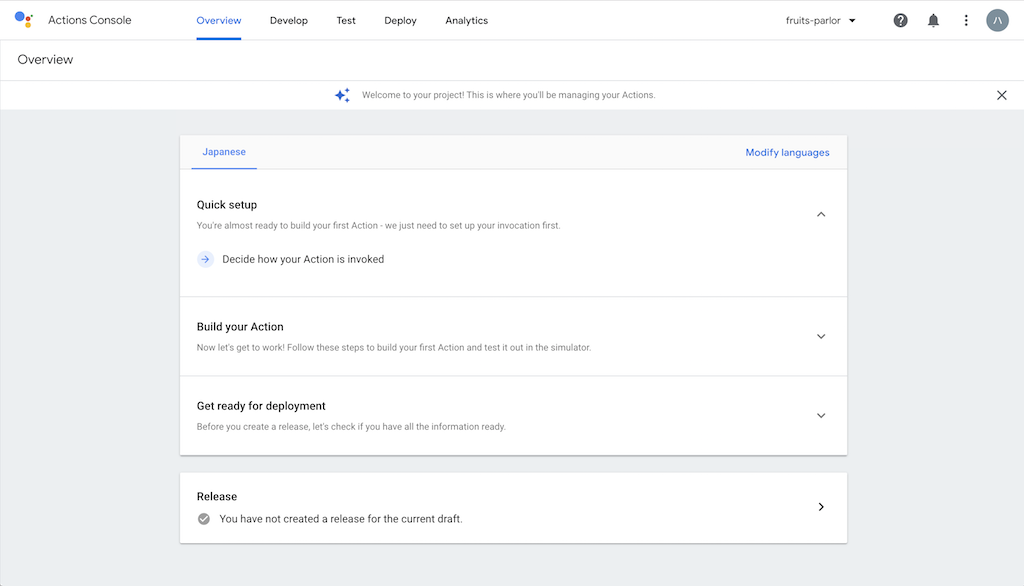 Actions Console
Overview Develop Test Deploy Analytics
fruits-parlor
Overview
Welcome to your project! This is where you'll be managing your Actions.
Japanese
Modify languages
Quick setup
You're almost ready to build your first Action - we just need to set up your invocation first.
Decide how your Action is invoked
Build your Action
Now let's get to work! Follow these steps to build your first Action and test it out in the simulator.
Get ready for deployment
Before you create a release, let's check if you have all the information ready.
Release
You have not created a release for the current draft.